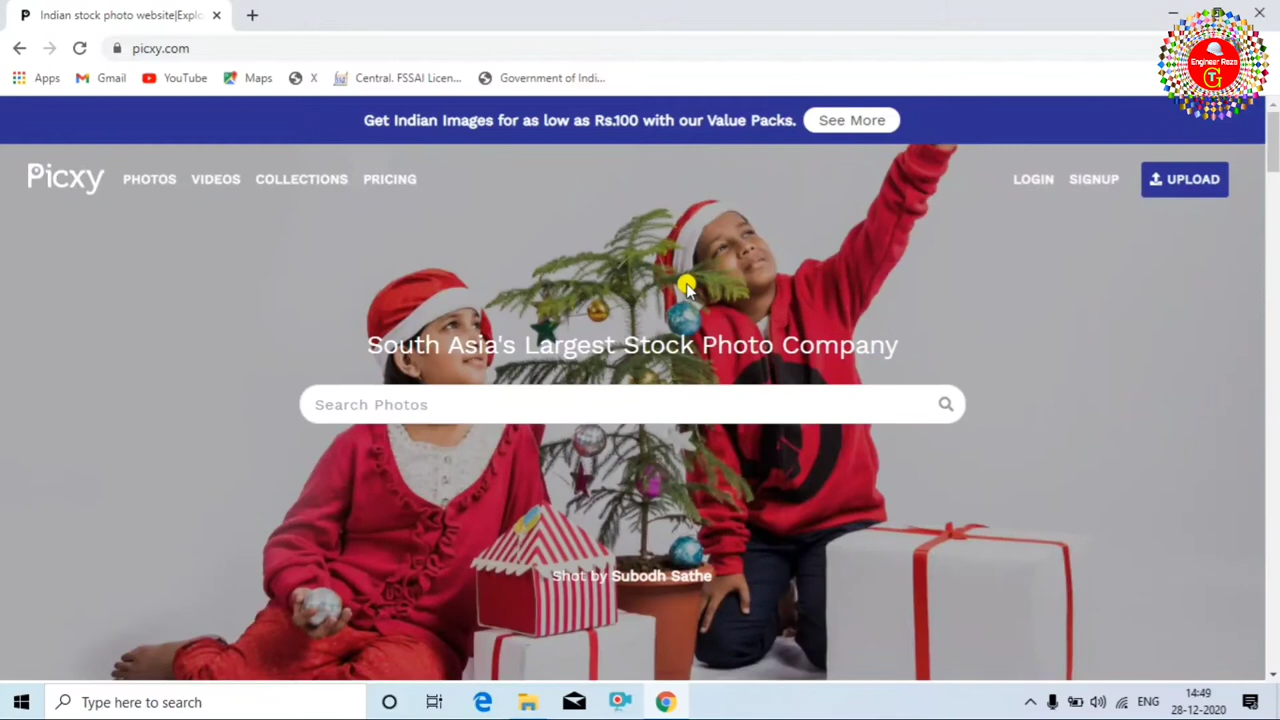 Indian stock photo website|Explo
picxy.com
Apps
Gmail
YouTube
Maps
X
Central. FSSAI Licen...
Government of Indi...
Engineer Reza
Get Indian Images for as low as Rs.100 with our Value Packs.
See More
Picxy
PHOTOS
VIDEOS
COLLECTIONS
PRICING
LOGIN
SIGNUP
UPLOAD
South Asia's Largest Stock Photo Company
Search Photos
Shot by Subodh Sathe
Type here to search
ENG
14:49
28-12-2020